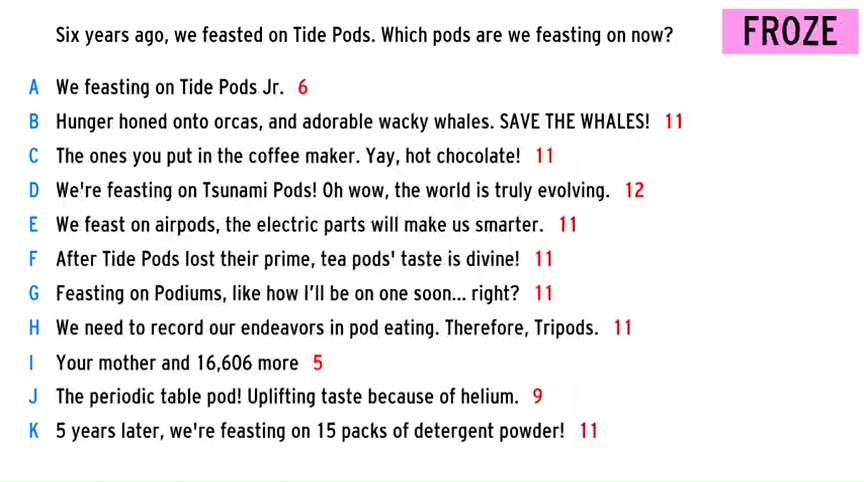 Six years ago, we feasted on Tide Pods. Which pods are we feasting on now?
FROZE
A We feasting on Tide Pods Jr. 6
B Hunger honed onto orcas, and adorable wacky whales. SAVE THE WHALES! 11
C The ones you put in the coffee maker. Yay, hot chocolate! 11
D We're feasting on Tsunami Pods! Oh wow, the world is truly evolving. 12
E We feast on airpods, the electric parts will make us smarter. 11
F After Tide Pods lost their prime, tea pods' taste is divine! 11
G Feasting on Podiums, like how I'll be on one soon... right? 11
H We need to record our endeavors in pod eating. Therefore, Tripods. 11
I Your mother and 16,606 more 5
J The periodic table pod! Uplifting taste because of helium. 9
K 5 years later, we're feasting on 15 packs of detergent powder! 11